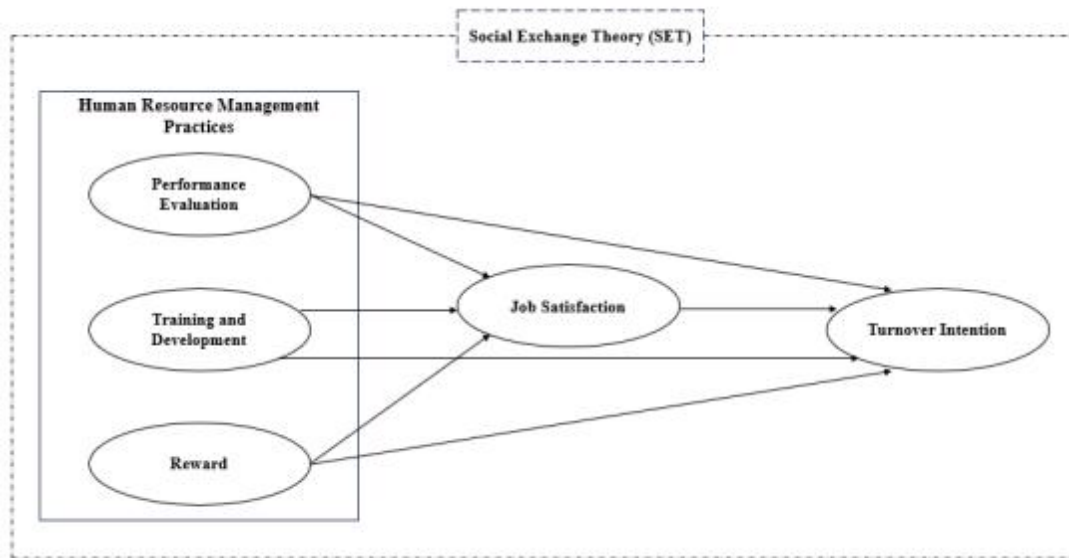 Social Exchange Theory (SET)
Human Resource Management
Practices
Performance
Evaluation
Training and
Development
Reward
Job Satisfaction
Turnover Intention